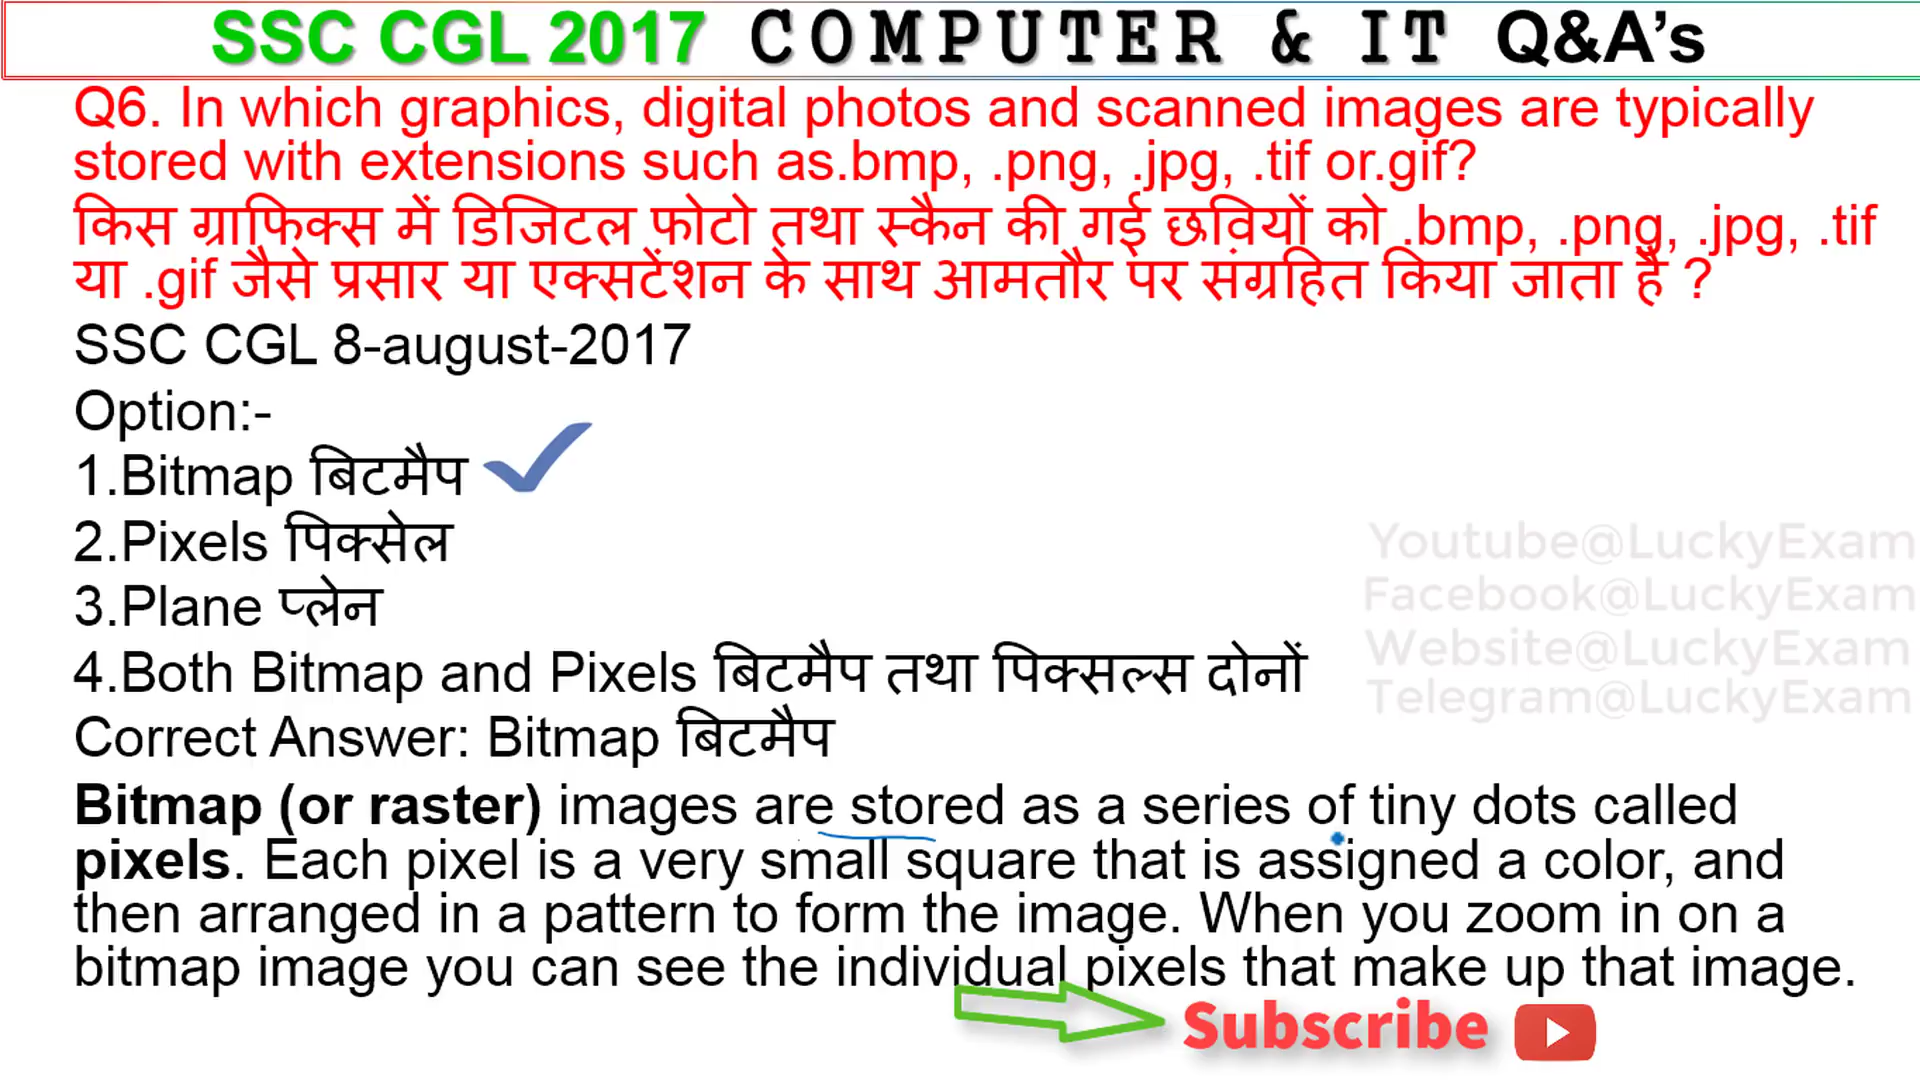 SSC CGL 2017 COMPUTER & IT Q&A’s
Q6. In which graphics, digital photos and scanned images are typically
stored with extensions such as.bmp, .png, .jpg, .tif or.gif?
किस ग्राफिक्स में डिजिटल फोटो तथा स्कैन की गई छवियों को .bmp, .png, .jpg, .tif
या .gif जैसे प्रसार या एक्सटेंशन के साथ आमतौर पर संग्रहित किया जाता है ?
SSC CGL 8-august-2017
Option:-
1.Bitmap बिटमैप
2.Pixels पिक्सेल
3.Plane प्लेन
4.Both Bitmap and Pixels बिटमैप तथा पिक्सल्स दोनों
Correct Answer: Bitmap बिटमैप
Bitmap (or raster) images are stored as a series of tiny dots called
pixels. Each pixel is a very small square that is assigned a color, and
then arranged in a pattern to form the image. When you zoom in on a
bitmap image you can see the individual pixels that make up that image.
Youtube@LuckyExam
Facebook@LuckyExam
Website@LuckyExam
Telegram@LuckyExam
Subscribe